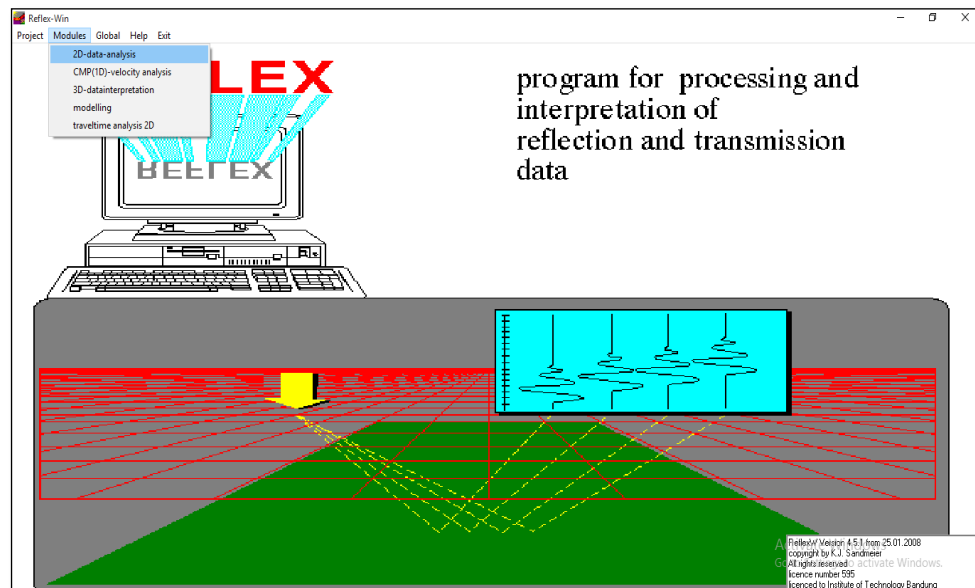 Reflex-Win
Project Modules Global Help Exit
2D-data-analysis
CMP(1D)-velocity analysis
3D-datainterpretation
modelling
traveltime analysis 2D
LEX
REFLEX
program for processing and
interpretation of
reflection and transmission
data
ReflexW Version 4.5.1 from 25.01.2008
copyright by K.J. Sandmeier
All rights reserved
licence number 595
licenced to Institute of Technology Bandung
activate Windows.